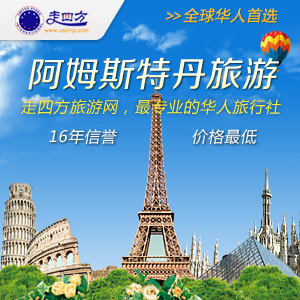 走四方
www.usitrip.com
>>全球华人首选
阿姆斯特丹旅游
走四方旅游网，最专业的华人旅行社
16年信誉 价格最低